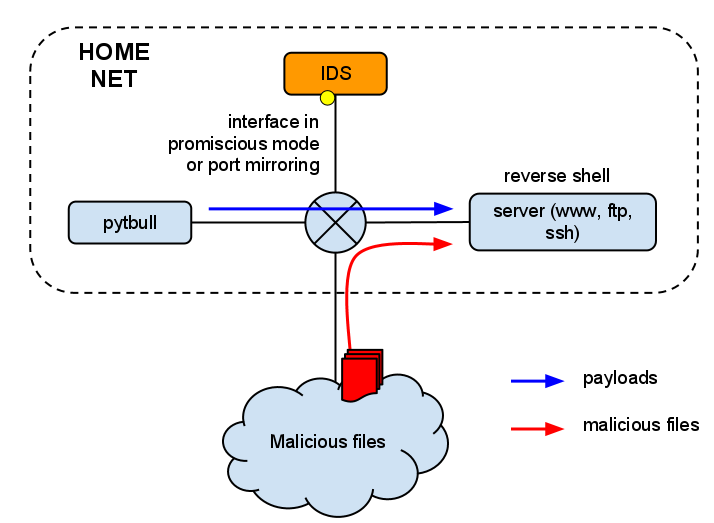 HOME
NET
IDS
interface in
promiscious mode
or port mirroring
reverse shell
pytbull
server (www, ftp,
ssh)
Malicious files
payloads
malicious files